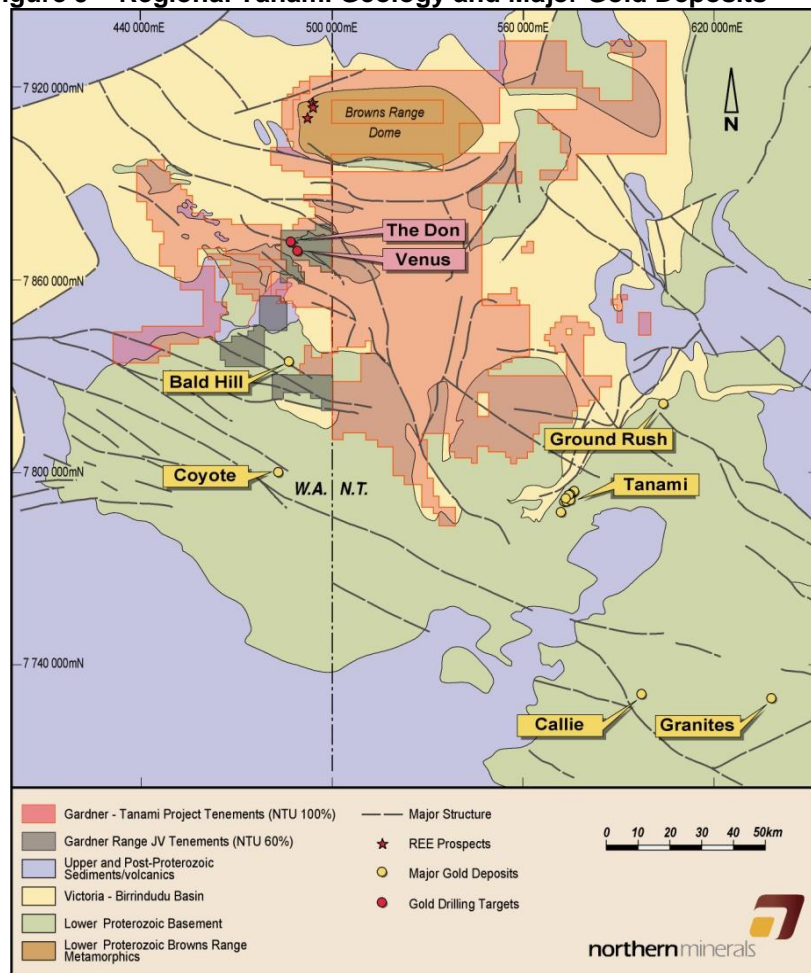 Regional Tanami Geology and Major Gold Deposits
440 000mE
500 000mE
560 000mE
620 000mE
7 920 000mN
Browns Range
Dome
N
The Don
Venus
7 860 000mN
Bald Hill
Ground Rush
Coyote
7 800 000mN
W.A.
N.T.
Tanami
7 740 000mN
Callie
Granites
Gardner - Tanami Project Tenements (NTU 100%)
Gardner Range JV Tenements (NTU 60%)
Upper and Post-Proterozoic
Sediments/volcanics
Victoria - Birrindudu Basin
Lower Proterozoic Basement
Lower Proterozoic Browns Range
Metamorphics
Major Structure
REE Prospects
Major Gold Deposits
Gold Drilling Targets
0 10 20 30 40 50km
northernminerals